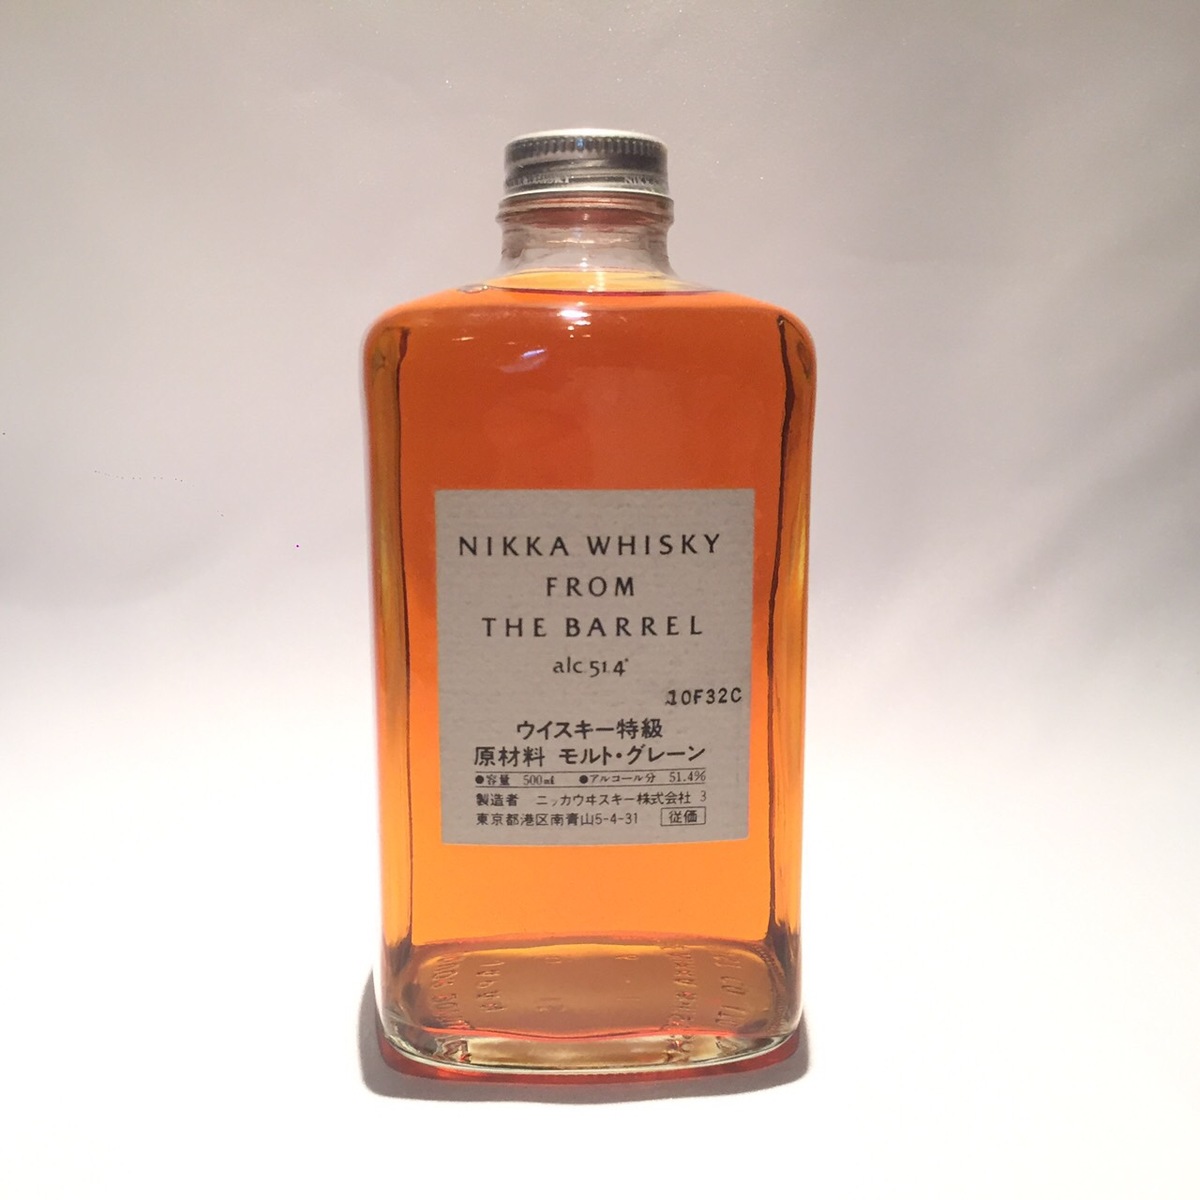 NIKKA WHISKY
FROM
THE BARREL
alc.51.4°
10F32C
ウイスキー特級
原材料 モルト・グレーン
●容量 500㎖ ●アルコール分 51.4%
製造者 ニッカウヰスキー株式会社 3
東京都港区南青山5-4-31 従価